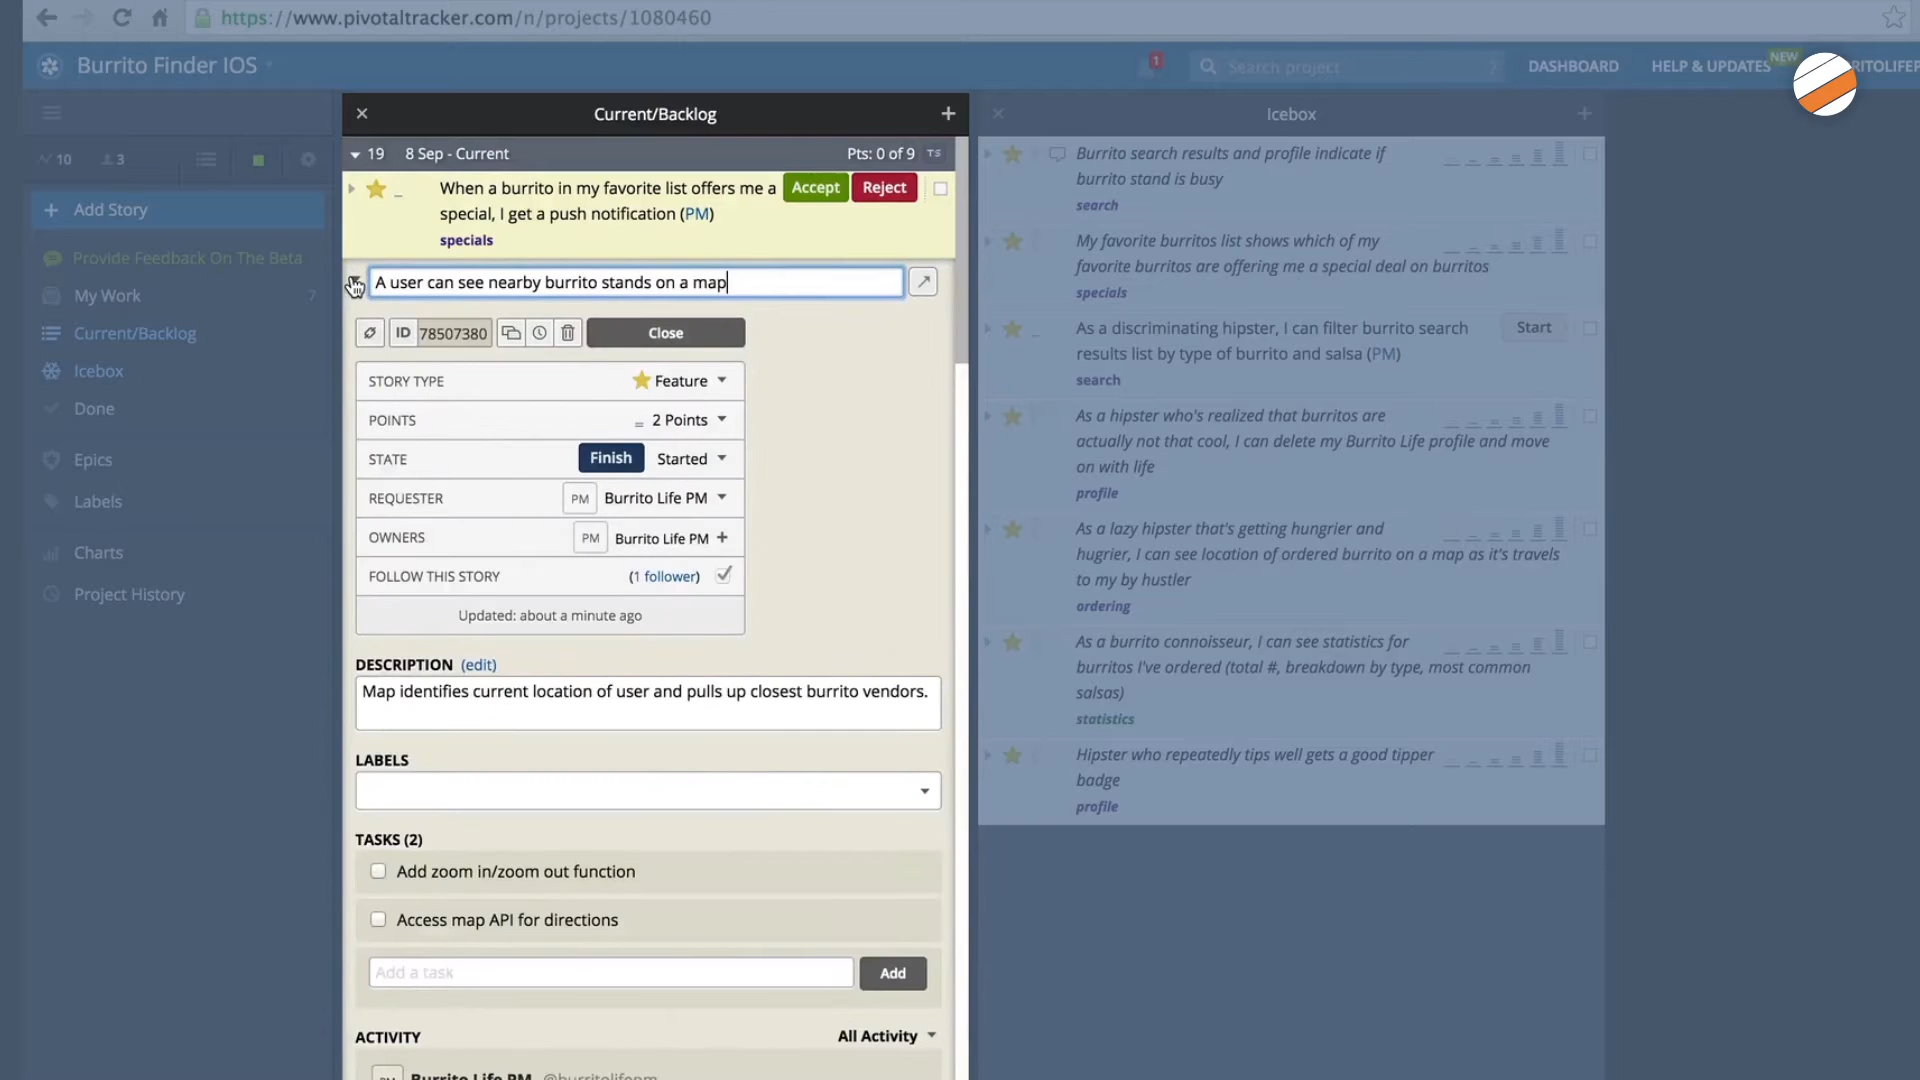 https://www.pivotaltracker.com/n/projects/1080460
Burrito Finder IOS
1
Search project
?
DASHBOARD
HELP & UPDATES
NEW
RITOLIFEP
10
3
Add Story
Provide Feedback On The Beta
My Work
7
Current/Backlog
Icebox
Done
Epics
Labels
Charts
Project History
Current/Backlog
19
8 Sep - Current
Pts: 0 of 9
TS
When a burrito in my favorite list offers me a
special, I get a push notification (PM)
specials
Accept
Reject
A user can see nearby burrito stands on a map
ID
78507380
Close
STORY TYPE
Feature
POINTS
2 Points
STATE
Finish
Started
REQUESTER
PM
Burrito Life PM
OWNERS
PM
Burrito Life PM
FOLLOW THIS STORY
(1 follower)
Updated: about a minute ago
DESCRIPTION (edit)
Map identifies current location of user and pulls up closest burrito vendors.
LABELS
TASKS (2)
Add zoom in/zoom out function
Access map API for directions
Add a task
Add
ACTIVITY
All Activity
PM
Burrito Life PM @burritolifepm
Icebox
Burrito search results and profile indicate if
burrito stand is busy
search
My favorite burritos list shows which of my
favorite burritos are offering me a special deal on burritos
specials
As a discriminating hipster, I can filter burrito search
results list by type of burrito and salsa (PM)
search
Start
As a hipster who's realized that burritos are
actually not that cool, I can delete my Burrito Life profile and move
on with life
profile
As a lazy hipster that's getting hungrier and
hugrier, I can see location of ordered burrito on a map as it's travels
to my by hustler
ordering
As a burrito connoisseur, I can see statistics for
burritos I've ordered (total #, breakdown by type, most common
salsas)
statistics
Hipster who repeatedly tips well gets a good tipper
badge
profile